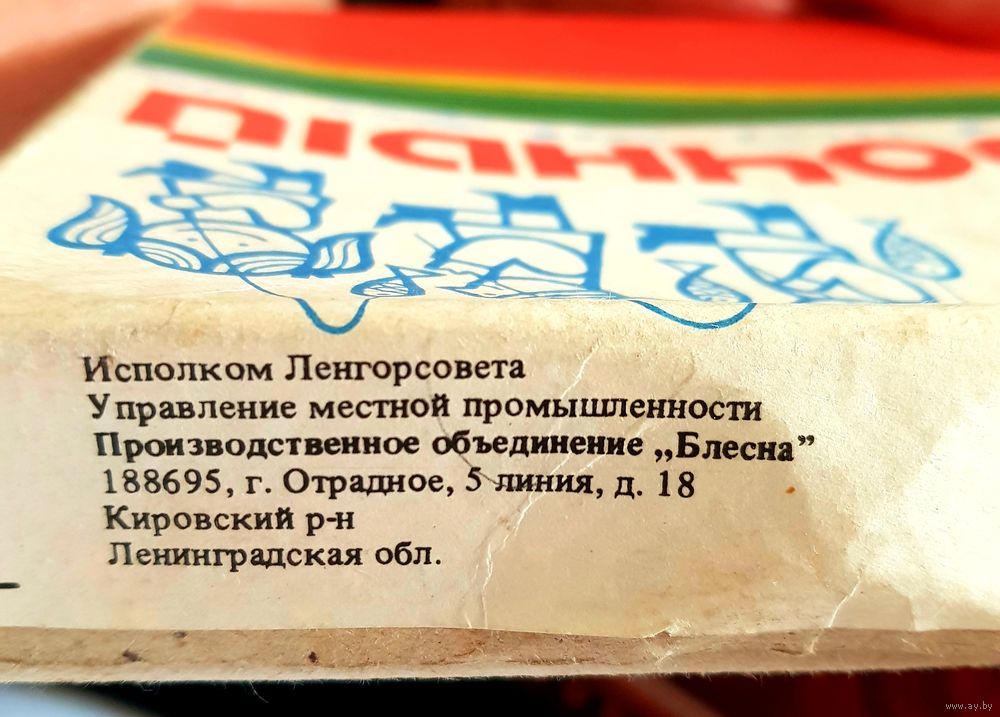 Исполком Ленгорсовета
Управление местной промышленности
Производственное объединение „Блесна”
188695, г. Отрадное, 5 линия, д. 18
Кировский р-н
Ленинградская обл.
www.ay.by